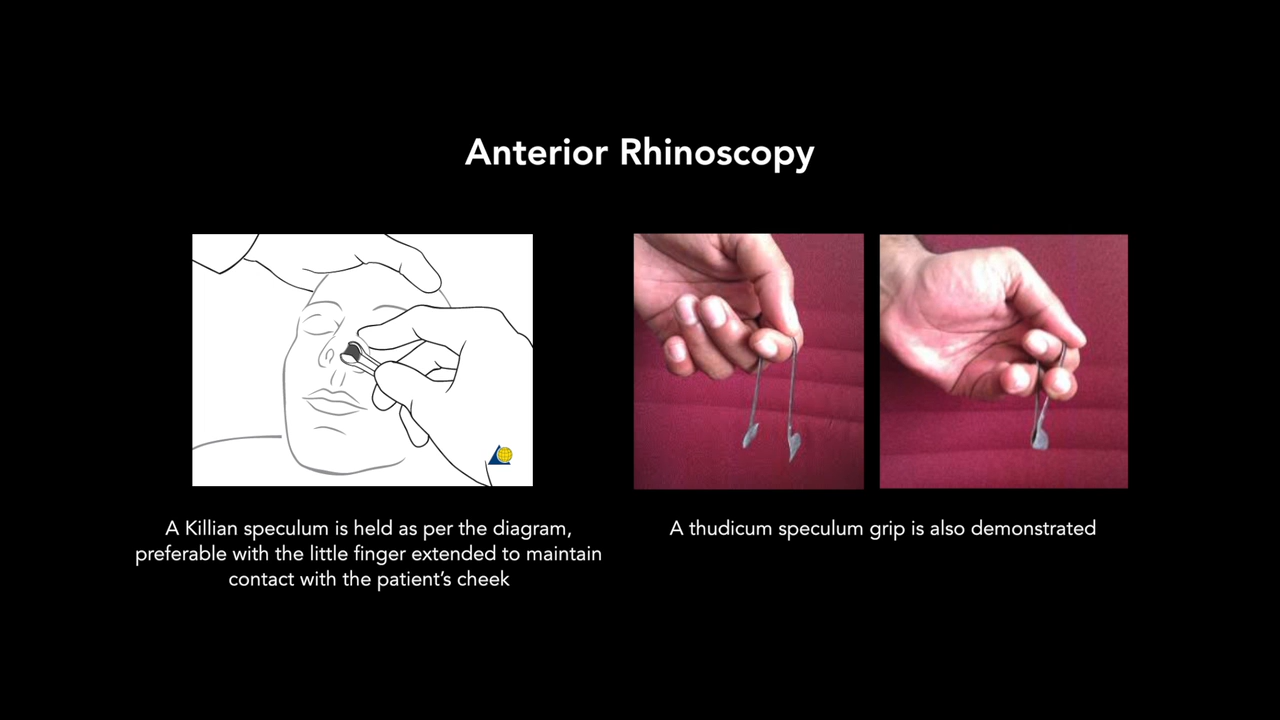 Anterior Rhinoscopy
A Killian speculum is held as per the diagram,
preferable with the little finger extended to maintain
contact with the patient’s cheek
A thudicum speculum grip is also demonstrated